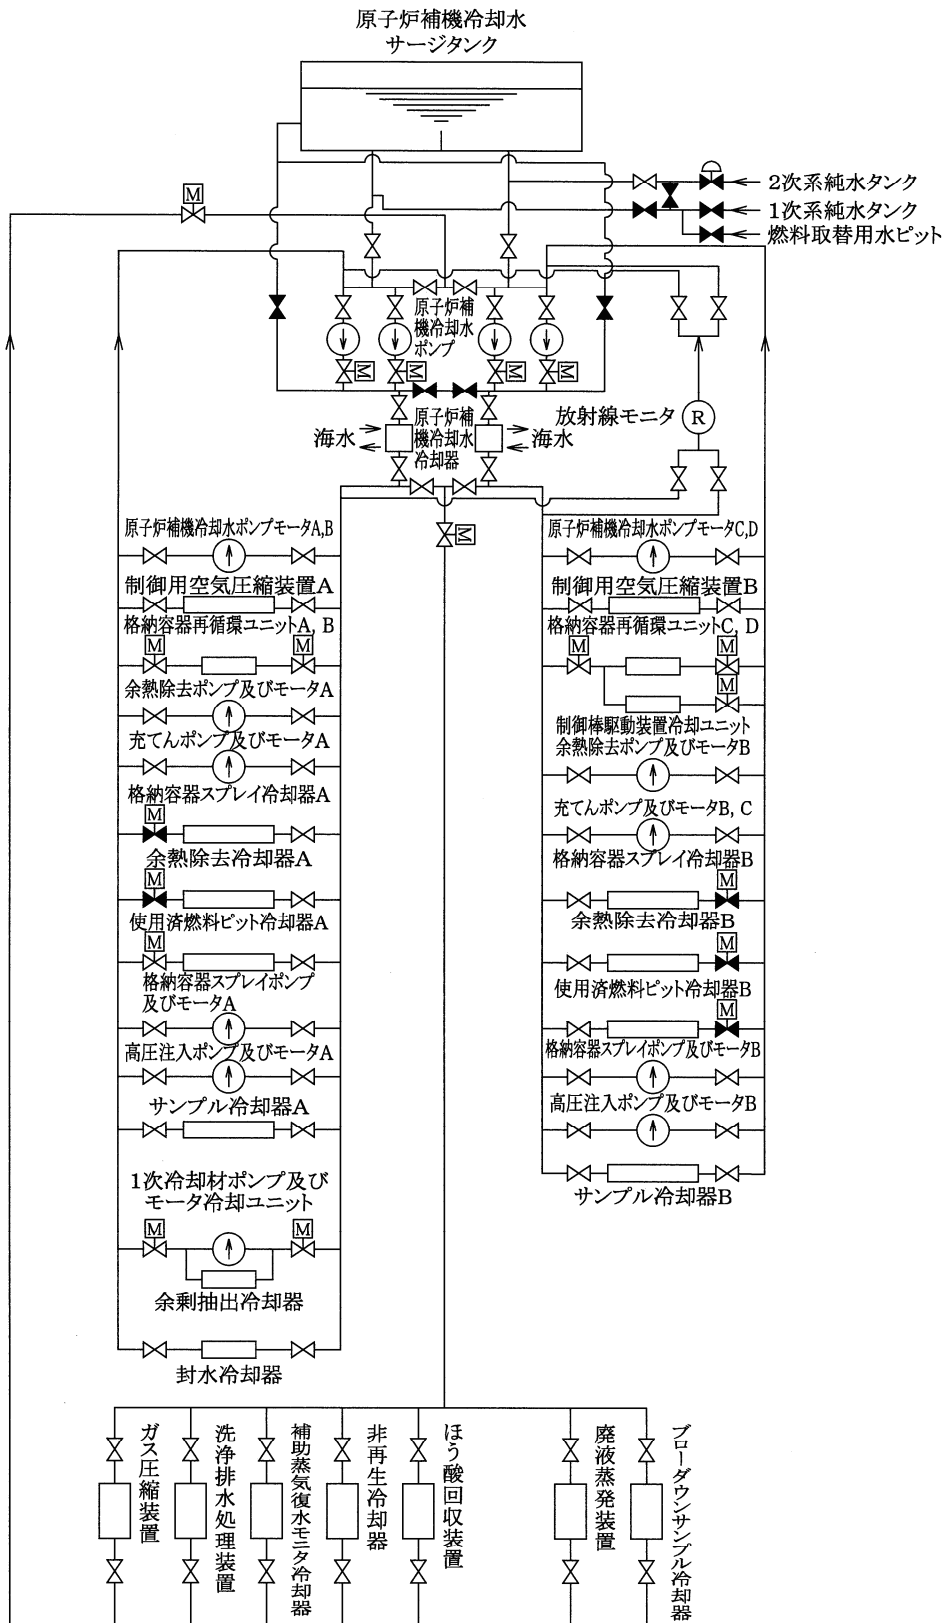 原子炉補機冷却水
サージタンク
M
2次系純水タンク
1次系純水タンク
燃料取替用水ピット
原子炉補
機冷却水
ポンプ
M
M
M
M
放射線モニタ
R
海水
原子炉補
機冷却水
冷却器
海水
M
原子炉補機冷却水ポンプモータA,B
制御用空気圧縮装置A
格納容器再循環ユニットA, B
M
M
余熱除去ポンプ及びモータA
充てんポンプ及びモータA
格納容器スプレイ冷却器A
M
余熱除去冷却器A
M
使用済燃料ピット冷却器A
M
格納容器スプレイポンプ
及びモータA
高圧注入ポンプ及びモータA
サンプル冷却器A
1次冷却材ポンプ及び
モータ冷却ユニット
M
M
余剰抽出冷却器
封水冷却器
原子炉補機冷却水ポンプモータC,D
制御用空気圧縮装置B
格納容器再循環ユニットC, D
M
M
M
制御棒駆動装置冷却ユニット
余熱除去ポンプ及びモータB
充てんポンプ及びモータB, C
格納容器スプレイ冷却器B
M
余熱除去冷却器B
M
使用済燃料ピット冷却器B
M
格納容器スプレイポンプ及びモータB
高圧注入ポンプ及びモータB
サンプル冷却器B
ガス圧縮装置
洗浄排水処理装置
補助蒸気復水モニタ冷却器
非再生冷却器
ほう酸回収装置
廃液蒸発装置
ブローダウンサンプル冷却器